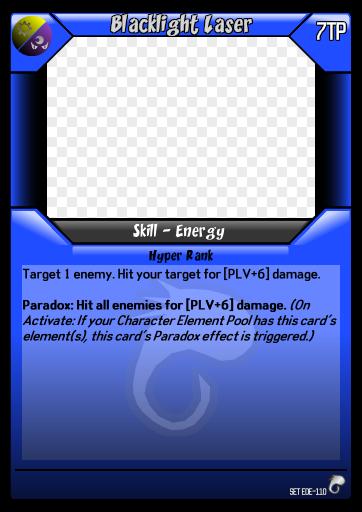 Blacklight Laser
7TP
Skill - Energy
Hyper Rank
Target 1 enemy. Hit your target for [PLV+6] damage.
Paradox: Hit all enemies for [PLV+6] damage. (On
Activate: If your Character Element Pool has this card's
element(s), this card's Paradox effect is triggered.)
SET EOE-110